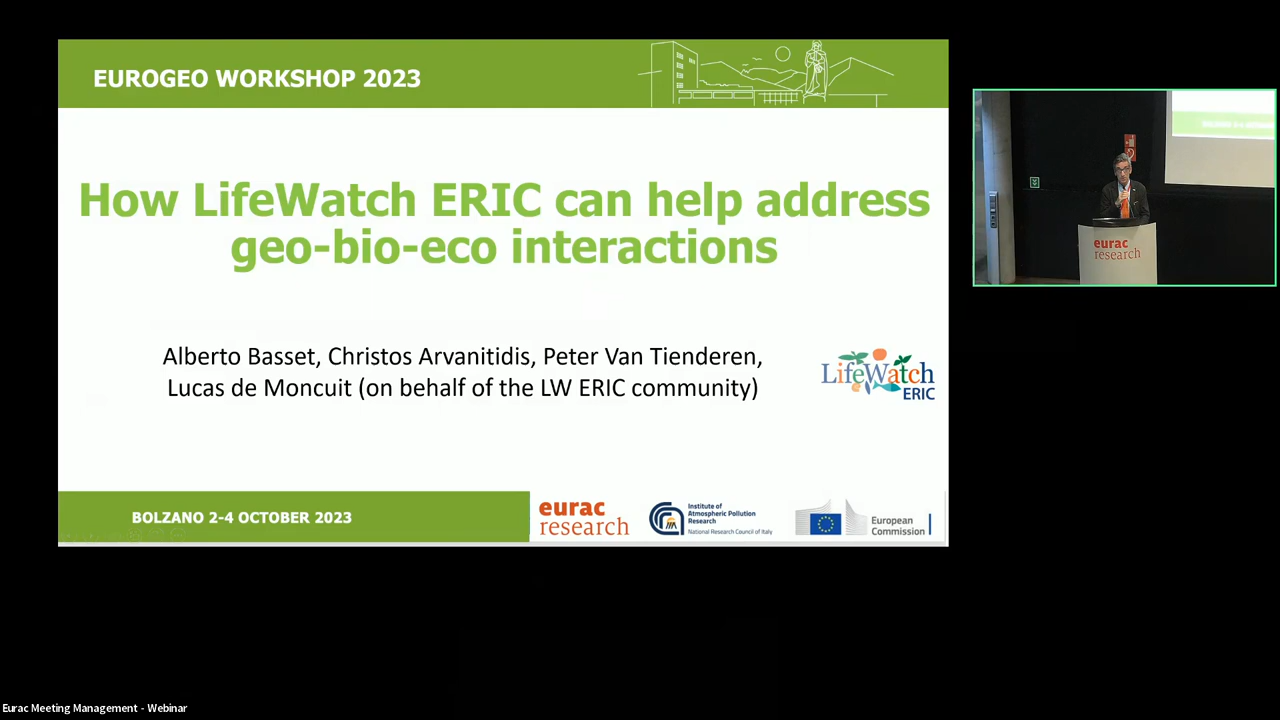 EUROGEO WORKSHOP 2023
How LifeWatch ERIC can help address
geo-bio-eco interactions
Alberto Basset, Christos Arvanitidis, Peter Van Tienderen,
Lucas de Moncuit (on behalf of the LW ERIC community)
LifeWatch
ERIC
BOLZANO 2-4 OCTOBER 2023
eurac
research
Institute of
Atmospheric Pollution
Research
National Research Council of Italy
European
Commission
eurac
research
Eurac Meeting Management - Webinar